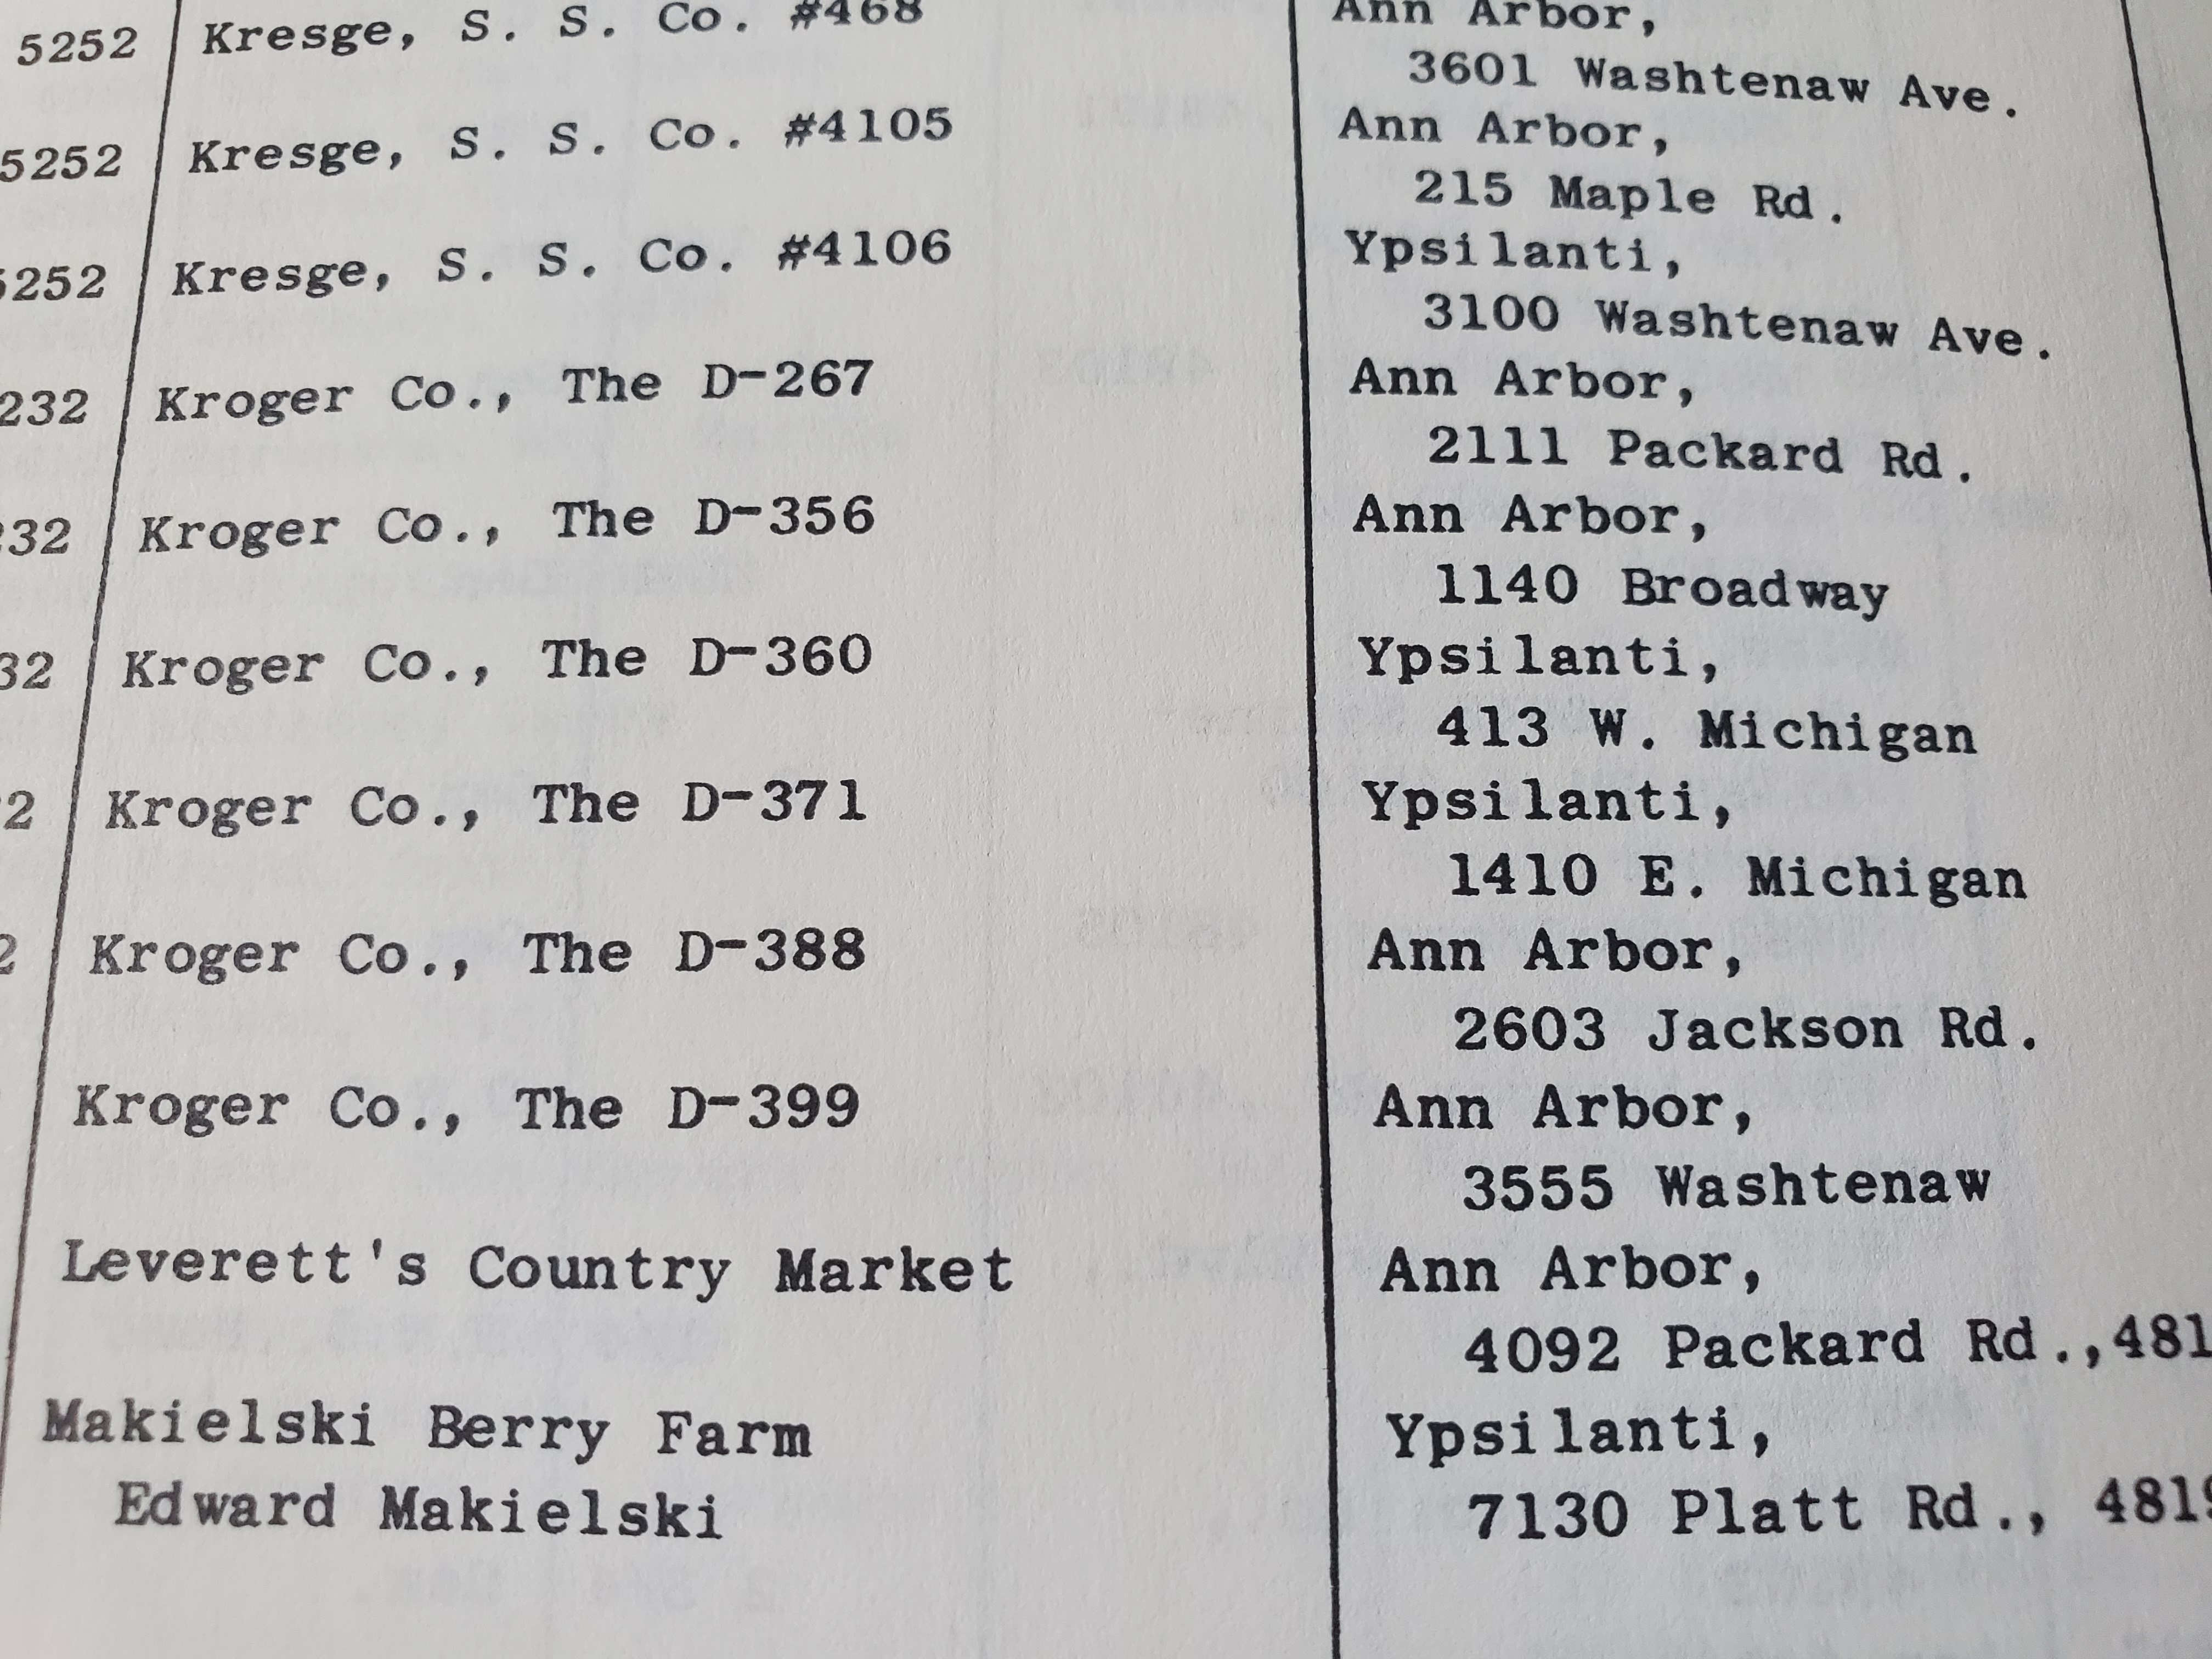 5252 Kresge, S. S. Co. #468 Ann Arbor,
3601 Washtenaw Ave.
5252 Kresge, S. S. Co. #4105 Ann Arbor,
215 Maple Rd.
5252 Kresge, S. S. Co. #4106 Ypsilanti,
3100 Washtenaw Ave.
232 Kroger Co., The D-267 Ann Arbor,
2111 Packard Rd.
32 Kroger Co., The D-356 Ann Arbor,
1140 Broadway
32 Kroger Co., The D-360 Ypsilanti,
413 W. Michigan
2 Kroger Co., The D-371 Ypsilanti,
1410 E. Michigan
2 Kroger Co., The D-388 Ann Arbor,
2603 Jackson Rd.
Kroger Co., The D-399 Ann Arbor,
3555 Washtenaw
Leverett's Country Market Ann Arbor,
4092 Packard Rd.,481
Makielski Berry Farm Ypsilanti,
Edward Makielski 7130 Platt Rd., 4819